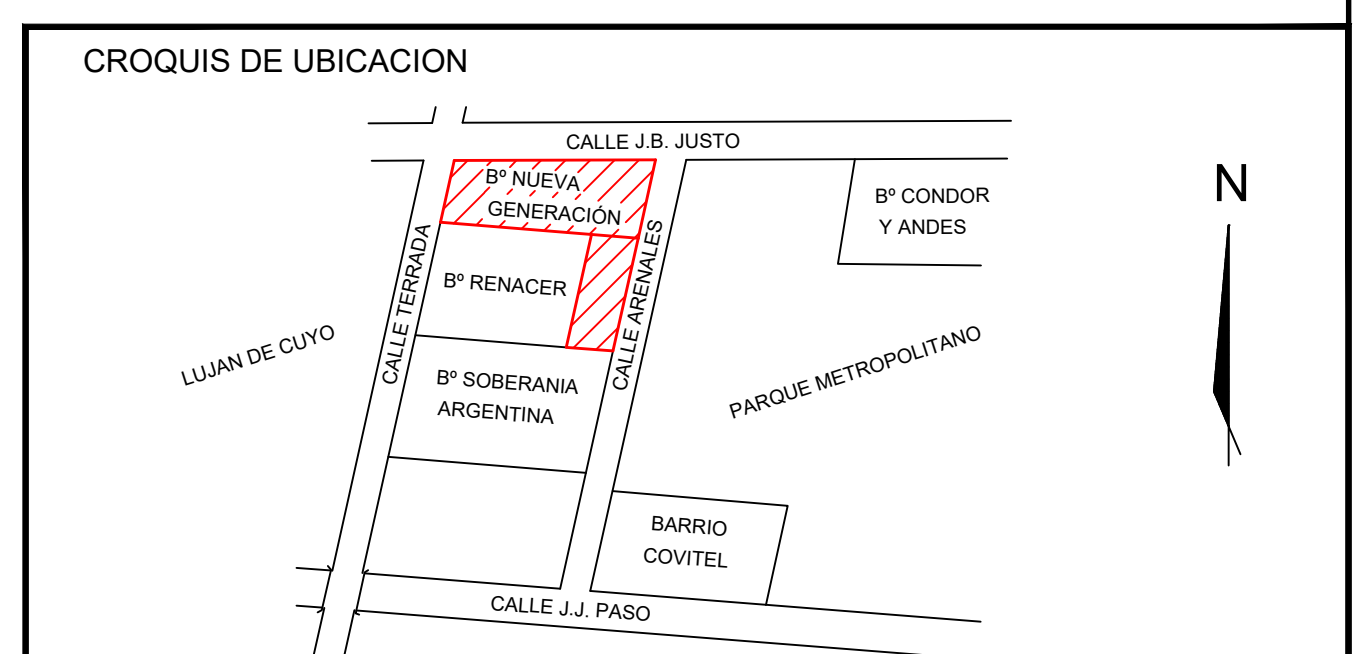 CROQUIS DE UBICACION
CALLE J.B. JUSTO
Bº NUEVA
GENERACIÓN
Bº CONDOR
Y ANDES
N
CALLE TERRADA
Bº RENACER
CALLE ARENALES
LUJAN DE CUYO
PARQUE METROPOLITANO
Bº SOBERANIA
ARGENTINA
BARRIO
COVITEL
CALLE J.J. PASO